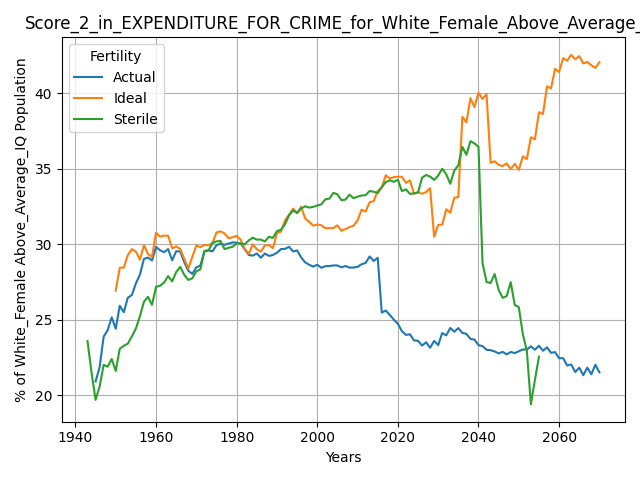 Score_2_in_EXPENDITURE_FOR_CRIME_for_White_Female_Above_Average_
Fertility
Actual
Ideal
Sterile
% of White_Female Above_Average_IQ Population
40
35
30
25
20
1940
1960
1980
2000
2020
2040
2060
Years